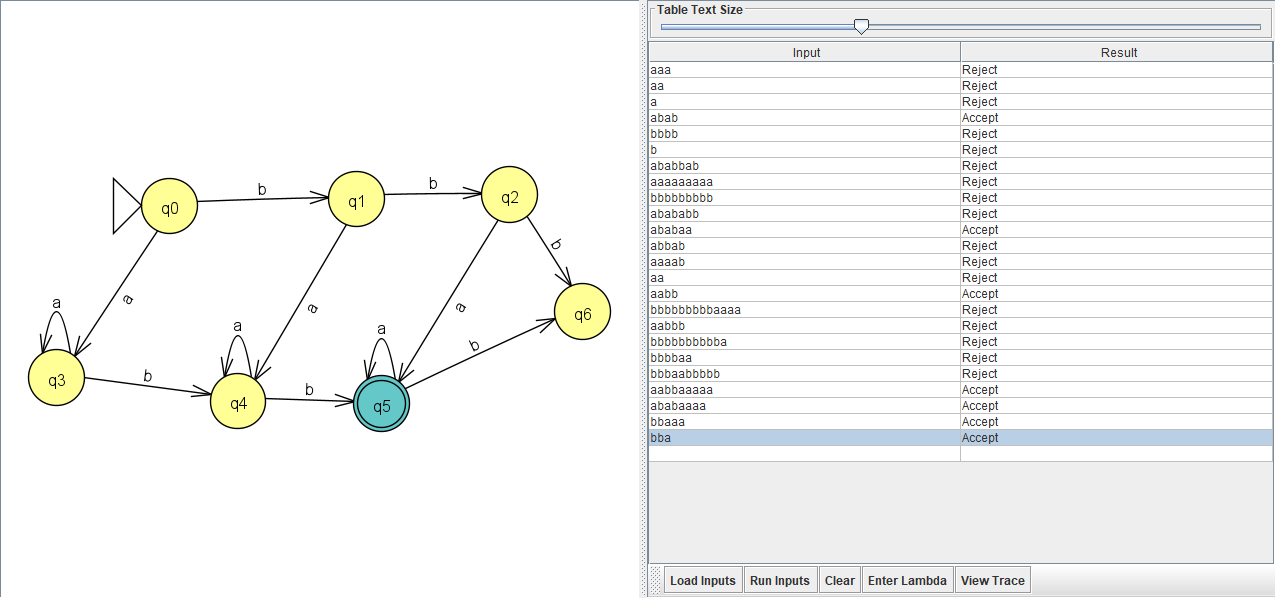 Table Text Size
Input Result
aaa Reject
aa Reject
a Reject
abab Accept
bbbb Reject
b Reject
ababbab Reject
aaaaaaaaa Reject
bbbbbbbbb Reject
abababb Reject
ababaa Accept
abbab Reject
aaaab Reject
aa Reject
aabb Accept
bbbbbbbbbaaaa Reject
aabbb Reject
bbbbbbbbbba Reject
bbbbaa Reject
bbbaabbbbb Reject
aabbaaaaa Accept
ababaaaa Accept
bbaaa Accept
bba Accept
Load Inputs Run Inputs Clear Enter Lambda View Trace
b b
q0 q1 q2
b
a a a
a a a
q6
b
q3 b q4 b q5